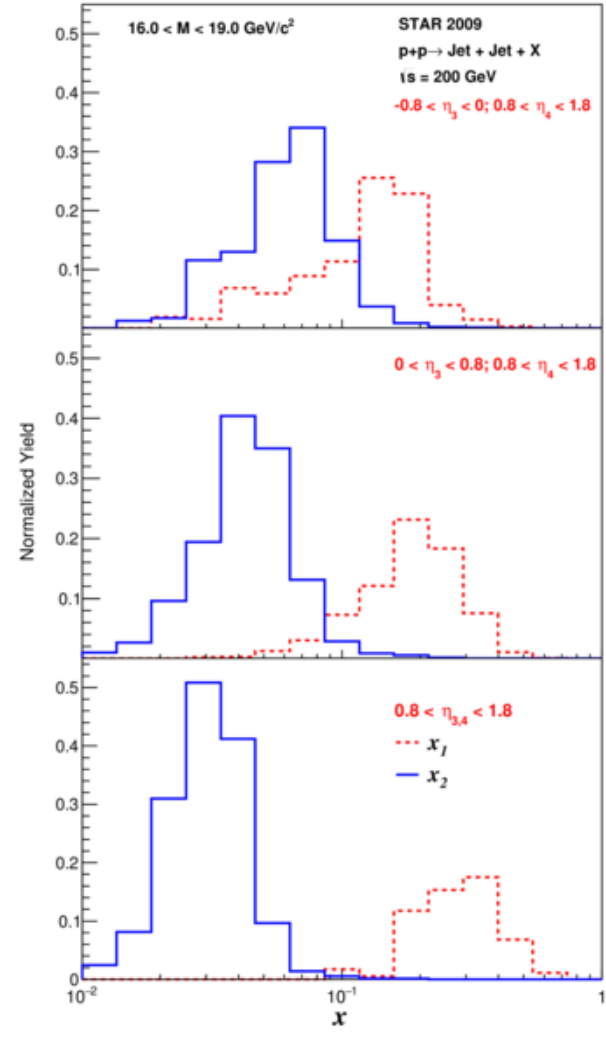 16.0 < M < 19.0 GeV/c²
STAR 2009
p+p→ Jet + Jet + X
√s = 200 GeV
-0.8 < η₃ < 0; 0.8 < η₄ < 1.8
0.5
0.4
0.3
0.2
0.1
0 < η₃ < 0.8; 0.8 < η₄ < 1.8
0.5
0.4
0.3
0.2
0.1
Normalized Yield
0.8 < η₃,₄ < 1.8
x₁
x₂
0.5
0.4
0.3
0.2
0.1
0
10⁻²
10⁻¹
1
x